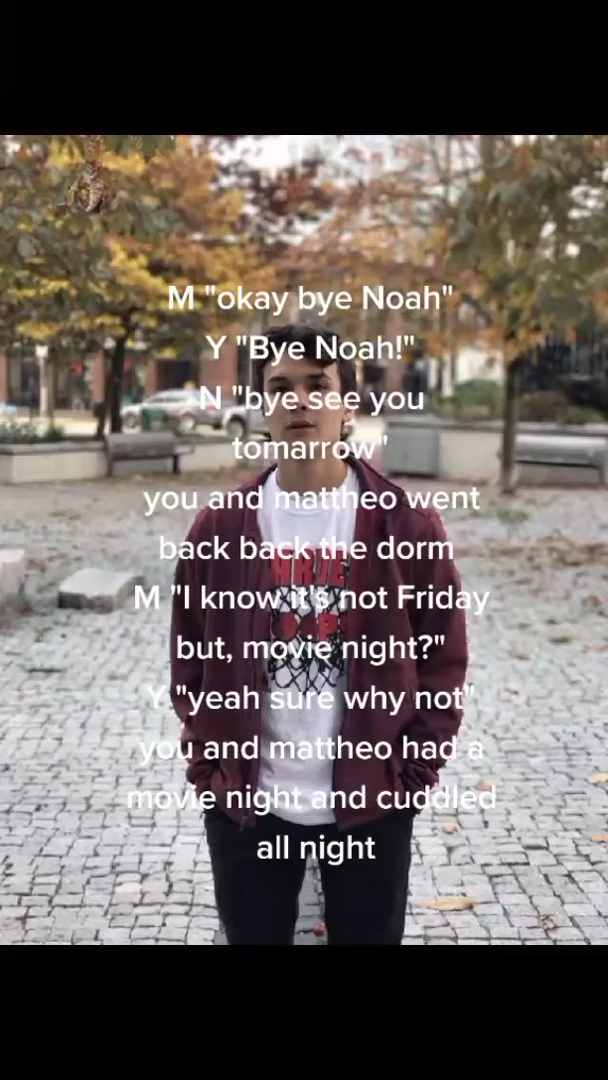 M "okay bye Noah"
Y "Bye Noah!"
N "bye see you
tomarrow"
you and mattheo went
back back the dorm
M "I know it's not Friday
but, movie night?"
Y "yeah sure why not"
you and mattheo had a
movie night and cuddled
all night